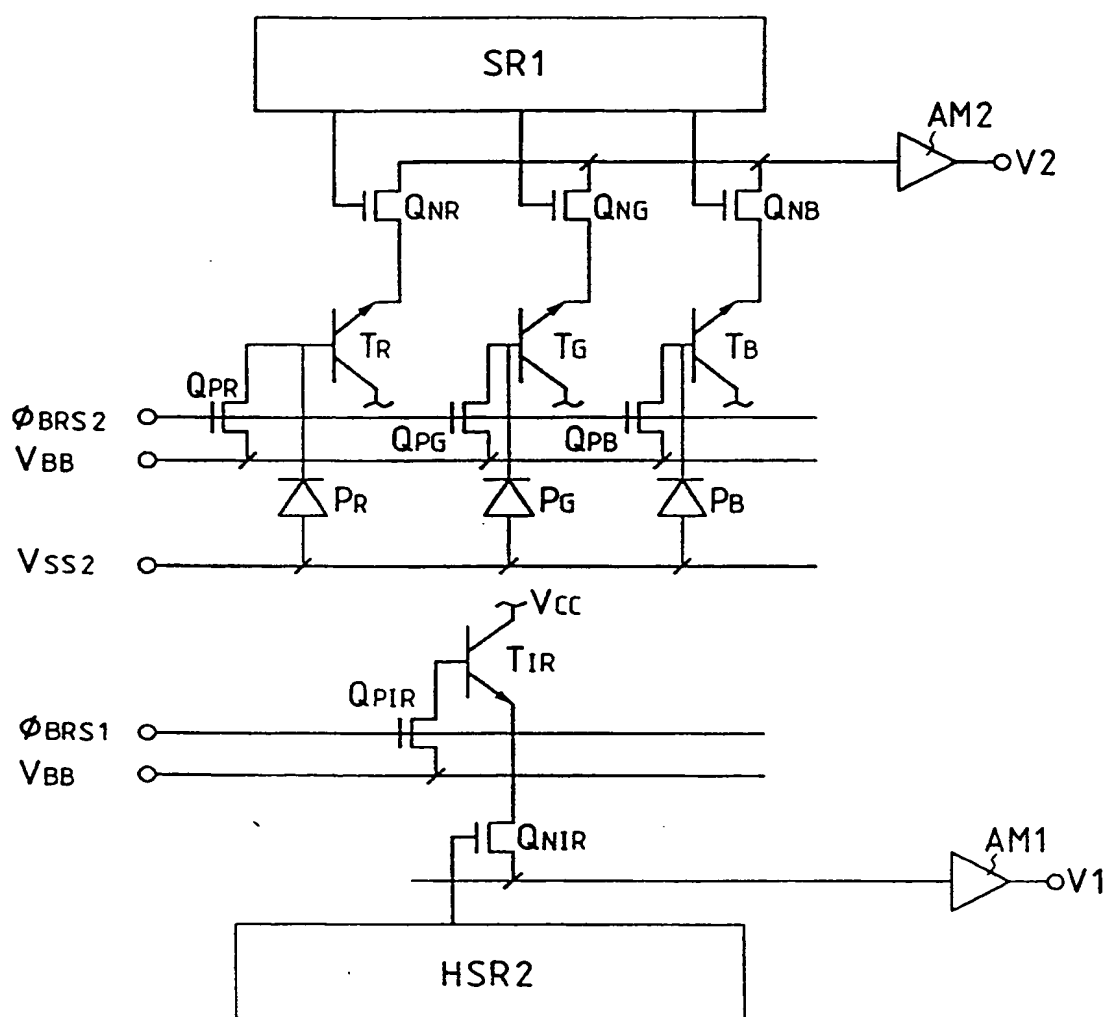 SR1
AM2
V2
QNR
QNG
QNB
TR
TG
TB
QPR
φBRS2
QPG
QPB
VBB
PR
PG
PB
VSS2
VCC
TIR
QPIR
φBRS1
VBB
QNIR
AM1
V1
HSR2